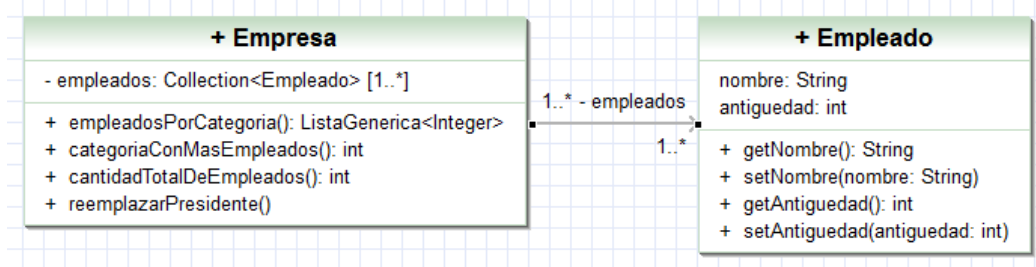 + Empresa
- empleados: Collection<Empleado> [1..*]
+ empleadosPorCategoria(): ListaGenerica<Integer>
+ categoriaConMasEmpleados(): int
+ cantidadTotalDeEmpleados(): int
+ reemplazarPresidente()
1..* - empleados
1..*
+ Empleado
nombre: String
antiguedad: int
+ getNombre(): String
+ setNombre(nombre: String)
+ getAntiguedad(): int
+ setAntiguedad(antiguedad: int)